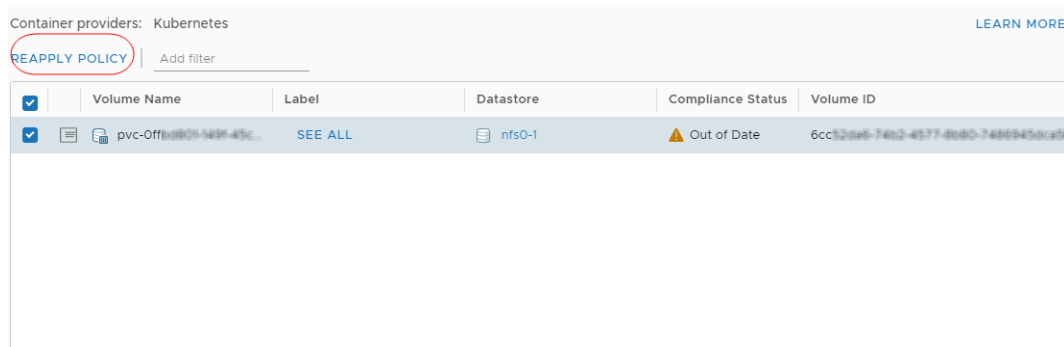 Container providers: Kubernetes LEARN MORE
REAPPLY POLICY Add filter
Volume Name Label Datastore Compliance Status Volume ID
pvc-0ff SEE ALL nfs0-1 Out of Date 6cc